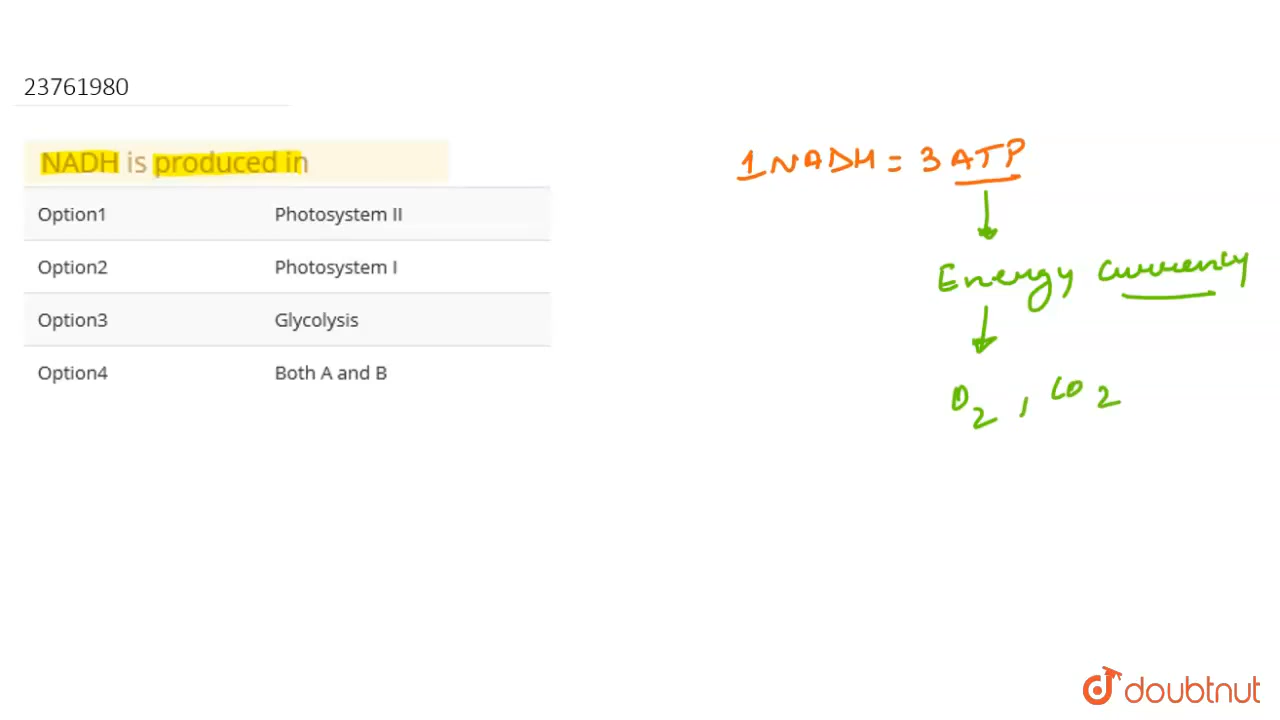 23761980
NADH is produced in
Option1 Photosystem II
Option2 Photosystem I
Option3 Glycolysis
Option4 Both A and B
1 NADH = 3 ATP
Energy currency
O2 , CO2
doubtnut